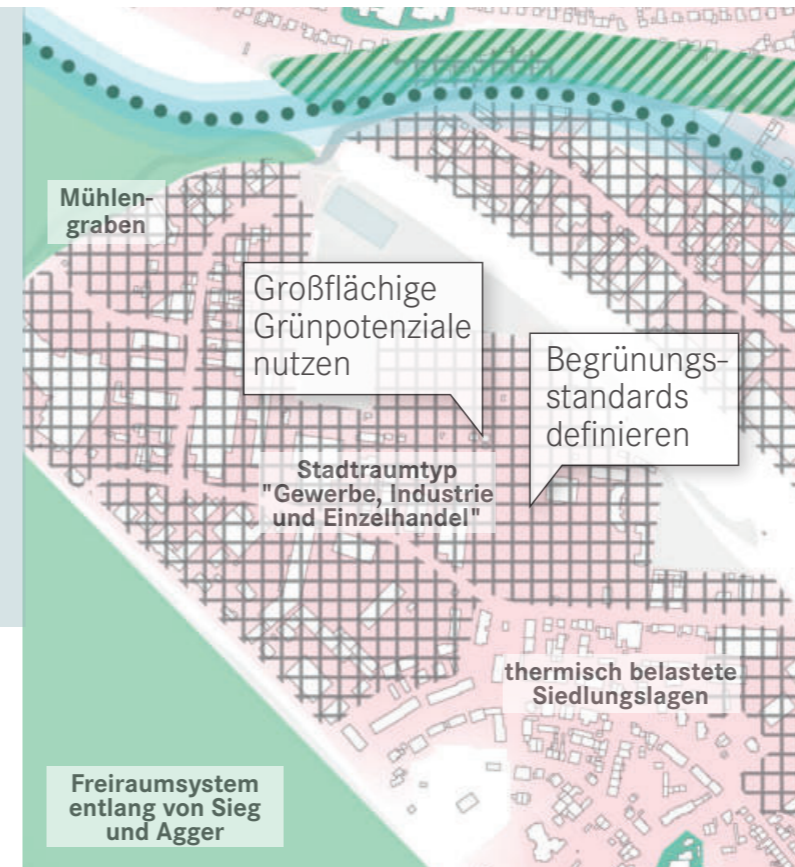 Mühlen-
graben
Großflächige
Grünpotenziale
nutzen
Begrünungs-
standards
definieren
Stadtraumtyp
"Gewerbe, Industrie
und Einzelhandel"
thermisch belastete
Siedlungslagen
Freiraumsystem
entlang von Sieg
und Agger